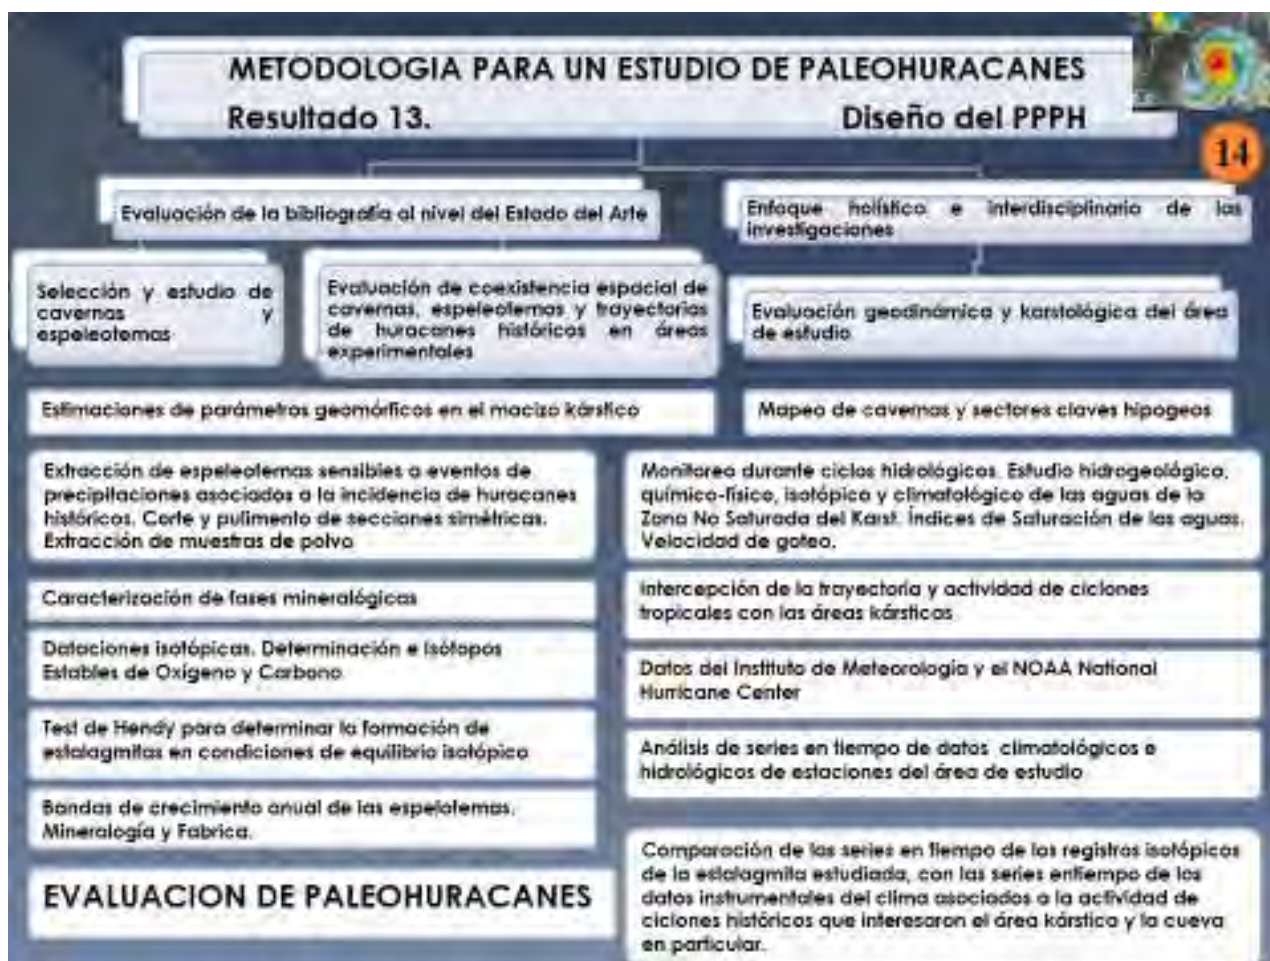 METODOLOGIA PARA UN ESTUDIO DE PALEOHURACANES
Resultado 13. Diseño del PPPH
14
Evaluación de la bibliografía al nivel del Estado del Arte
Enfoque holístico e interdisciplinario de las
investigaciones
Selección y estudio de
cavernas y
espeleotemas
Evaluación de coexistencia espacial de
cavernas, espeleotemas y trayectorias
de huracanes históricos en áreas
experimentales
Evaluación geodinámica y karstológica del área
de estudio
Estimaciones de parámetros geomórficos en el macizo kárstico
Mapeo de cavernas y sectores claves hipogeos
Extracción de espeleotemas sensibles a eventos de
precipitaciones asociados a la incidencia de huracanes
históricos. Corte y pulimento de secciones simétricas.
Extracción de muestras de polvo
Monitoreo durante ciclos hidrológicos. Estudio hidrogeológico,
químico-físico, isotópico y climatológico de las aguas de la
Zona No Saturada del Karst. Índices de Saturación de las aguas.
Velocidad de goteo.
Caracterización de fases mineralógicas
Intercepción de la trayectoria y actividad de ciclones
tropicales con las áreas kársticas
Dataciones isotópicas. Determinación e Isótopos
Estables de Oxígeno y Carbono
Datos del Instituto de Meteorología y el NOAA National
Hurricane Center
Test de Hendy para determinar la formación de
estalagmitas en condiciones de equilibrio isotópico
Análisis de series en tiempo de datos climatológicos e
hidrológicos de estaciones del área de estudio
Bandas de crecimiento anual de las espelotemas.
Mineralogía y Fabrica.
Comparación de las series en tiempo de los registros isotópicos
de la estalagmita estudiada, con las series entiempo de los
datos instrumentales del clima asociados a la actividad de
ciclones históricos que interesaron el área kárstica y la cueva
en particular.
EVALUACION DE PALEOHURACANES